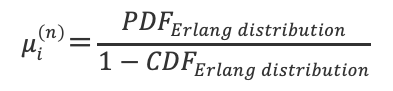 μ_i^(n) = PDF_Erlang distribution / 1 − CDF_Erlang distribution